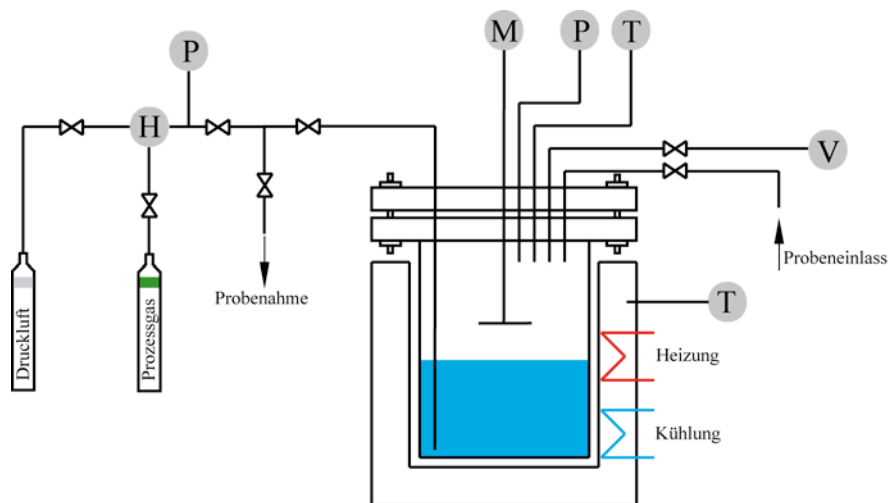 M
P
T
P
H
V
Probeneinlass
Probenahme
T
Druckluft
Prozessgas
Heizung
Kühlung